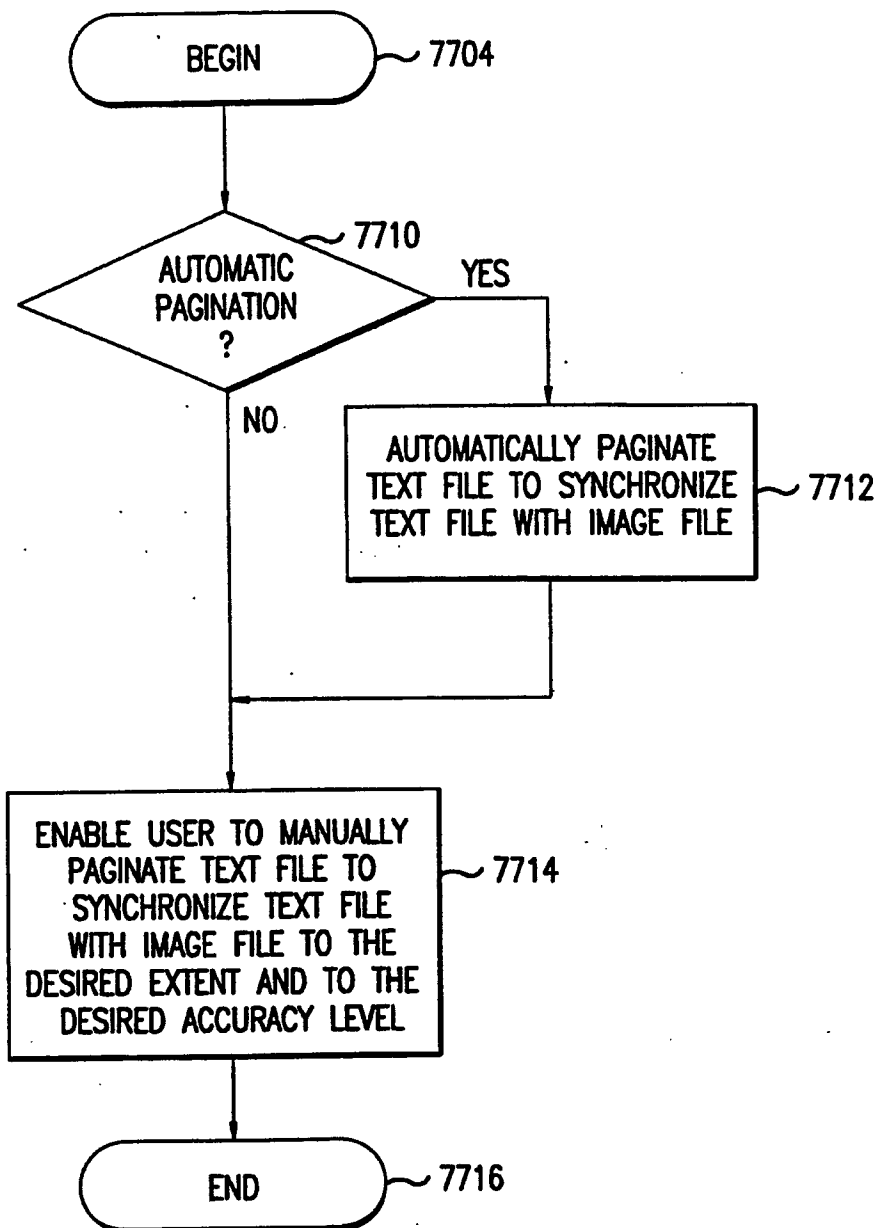 BEGIN
7704
7710
AUTOMATIC
PAGINATION
?
YES
NO
AUTOMATICALLY PAGINATE
TEXT FILE TO SYNCHRONIZE
TEXT FILE WITH IMAGE FILE
7712
ENABLE USER TO MANUALLY
PAGINATE TEXT FILE TO
SYNCHRONIZE TEXT FILE
WITH IMAGE FILE TO THE
DESIRED EXTENT AND TO THE
DESIRED ACCURACY LEVEL
7714
END
7716